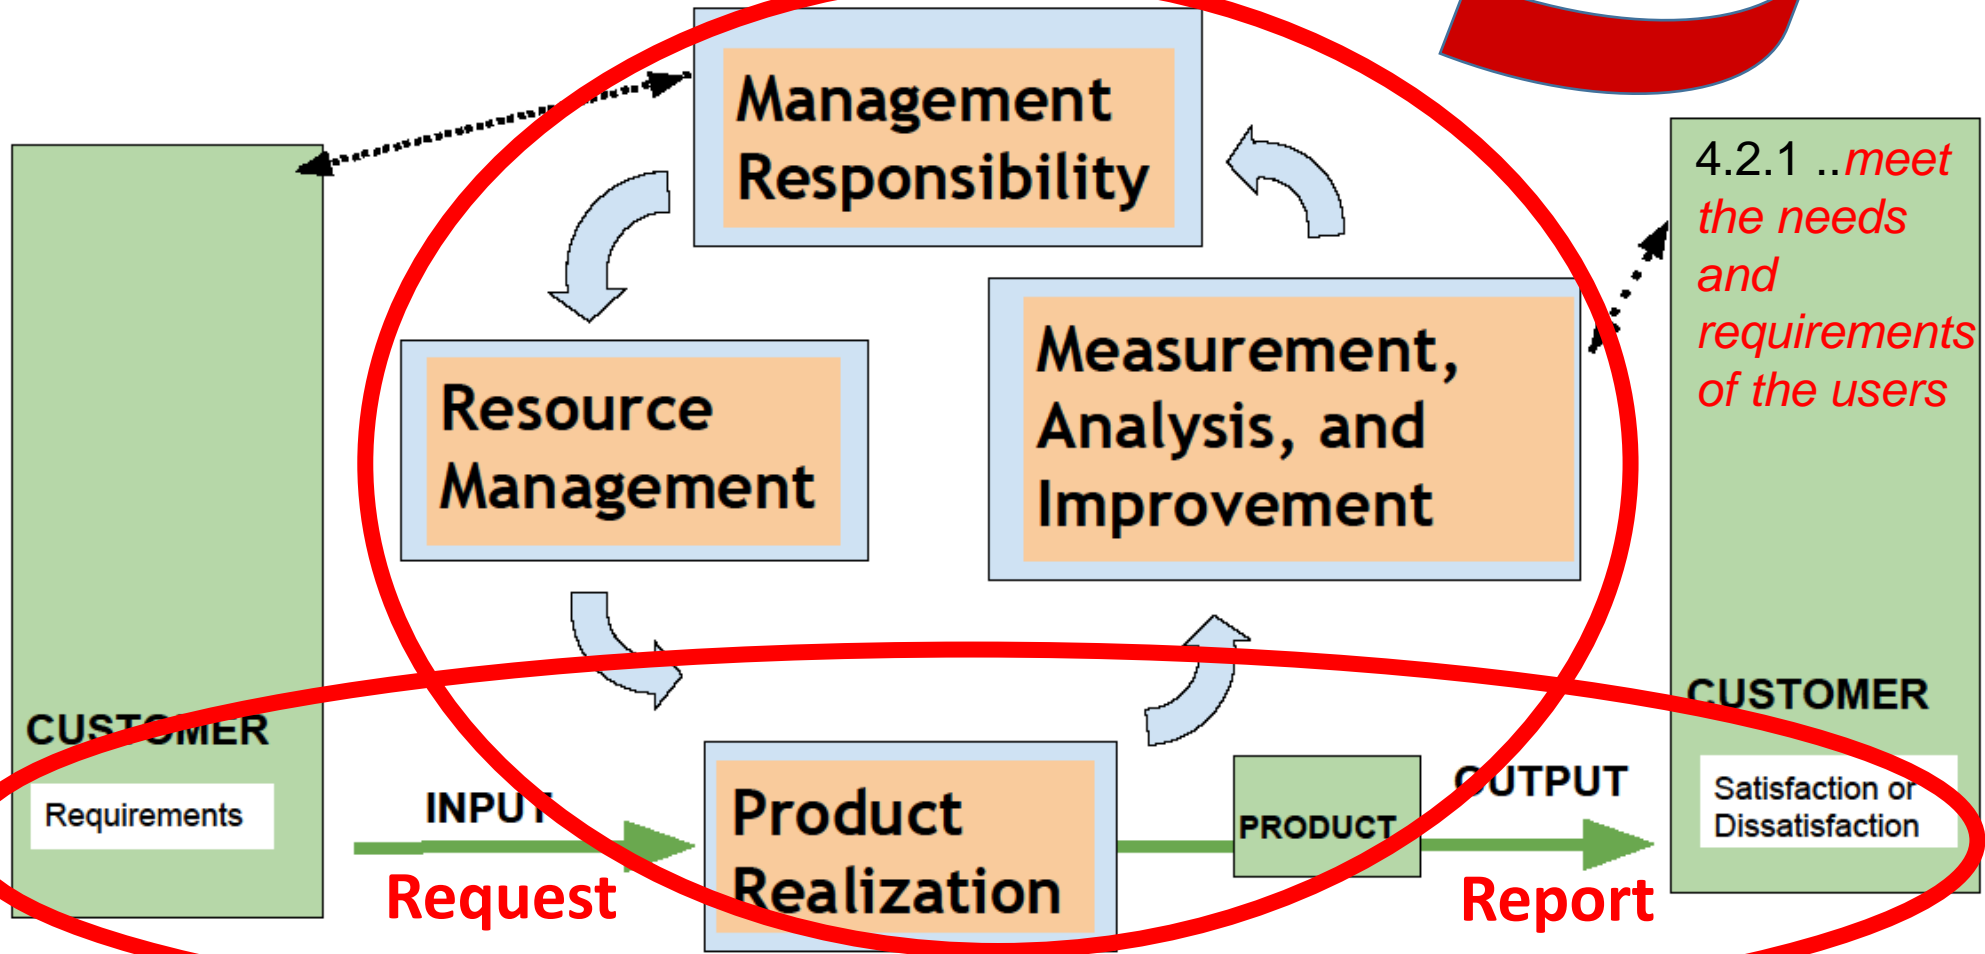 Management
Responsibility
4.2.1 ..meet
the needs
and
requirements
of the users
Resource
Management
Measurement,
Analysis, and
Improvement
CUSTOMER
Requirements
INPUT
Request
Product
Realization
PRODUCT
OUTPUT
Report
CUSTOMER
Satisfaction or
Dissatisfaction